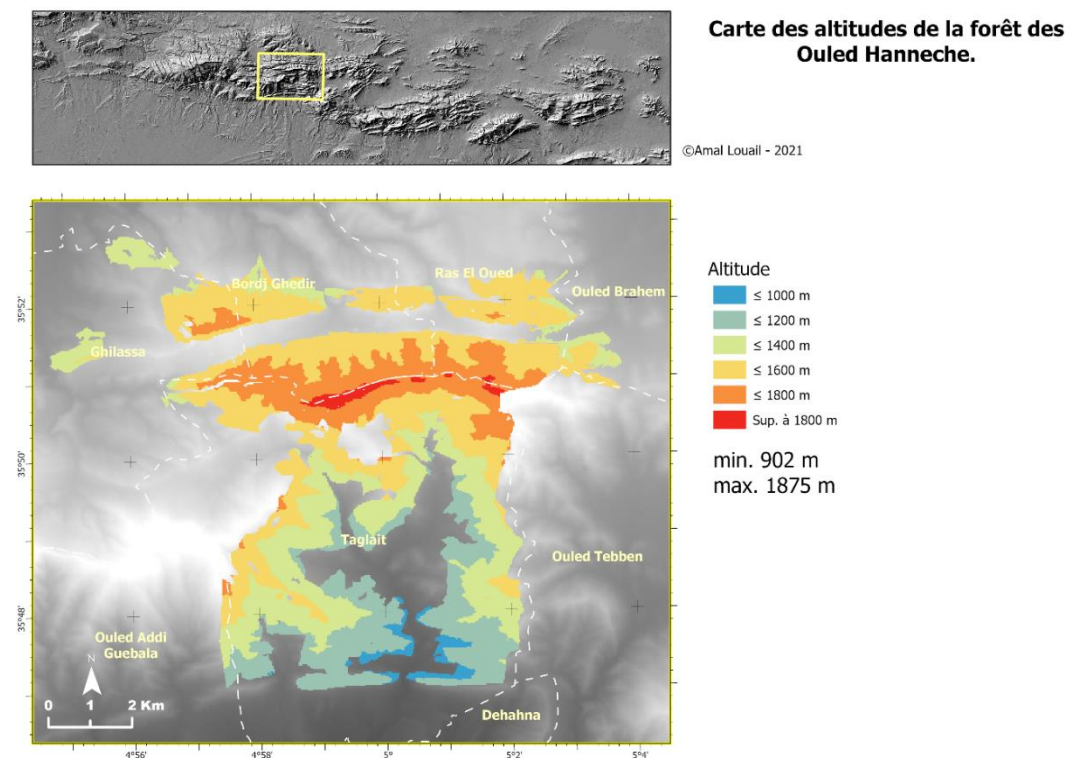 Carte des altitudes de la forêt des
Ouled Hanneche.
©Amal Louail - 2021
Bordj Ghedir
Ras El Oued
Ouled Brahem
Ghilassa
Taglait
Ouled Tebben
Ouled Addi
Guebala
Dehahna
N
0 1 2 Km
35°52'
35°50'
35°48'
4°56' 4°58' 5° 5°2' 5°4'
Altitude
≤ 1000 m
≤ 1200 m
≤ 1400 m
≤ 1600 m
≤ 1800 m
Sup. à 1800 m
min. 902 m
max. 1875 m